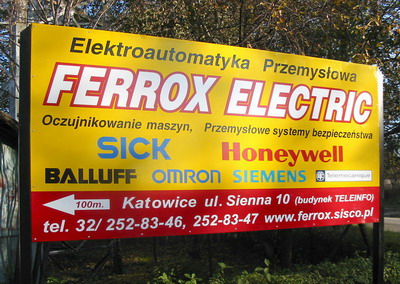 Elektroautomatyka Przemysłowa
FERROX ELECTRIC
Oczujnikowanie maszyn, Przemysłowe systemy bezpieczeństwa
SICK Honeywell
BALLUFF OMRON SIEMENS Telemecanique
100m. Katowice ul. Sienna 10 (budynek TELEINFO)
tel. 32/ 252-83-46, 252-83-47 www.ferrox.sisco.pl